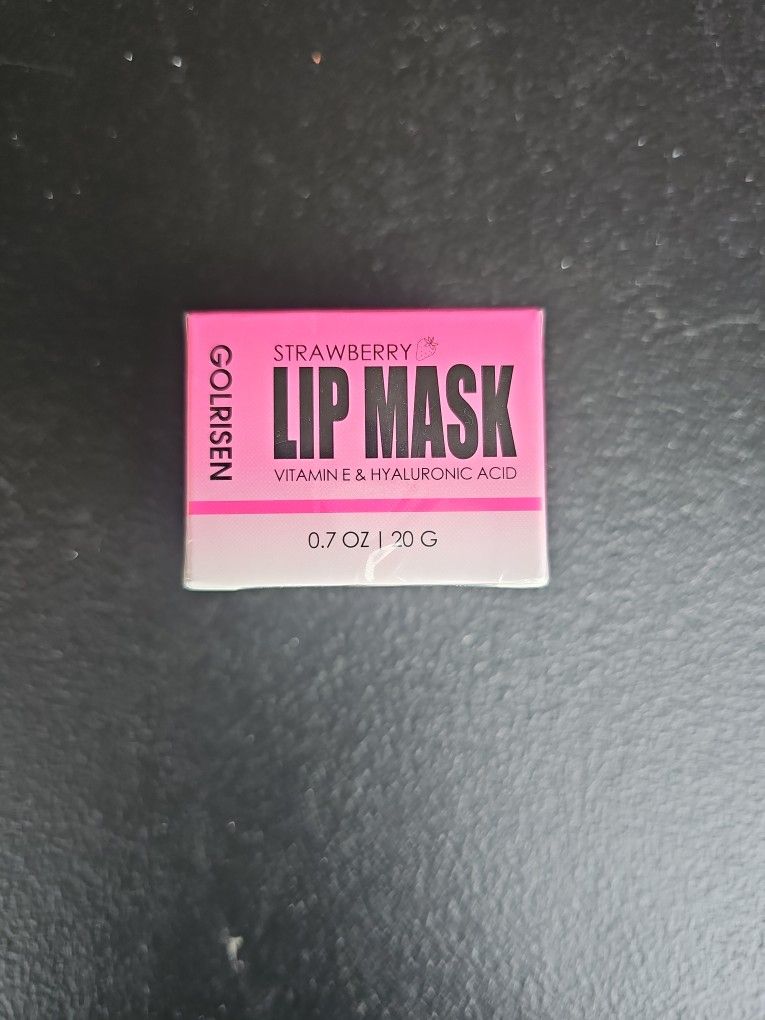 GOLRISEN
STRAWBERRY
LIP MASK
VITAMIN E & HYALURONIC ACID
0.7 OZ | 20 G